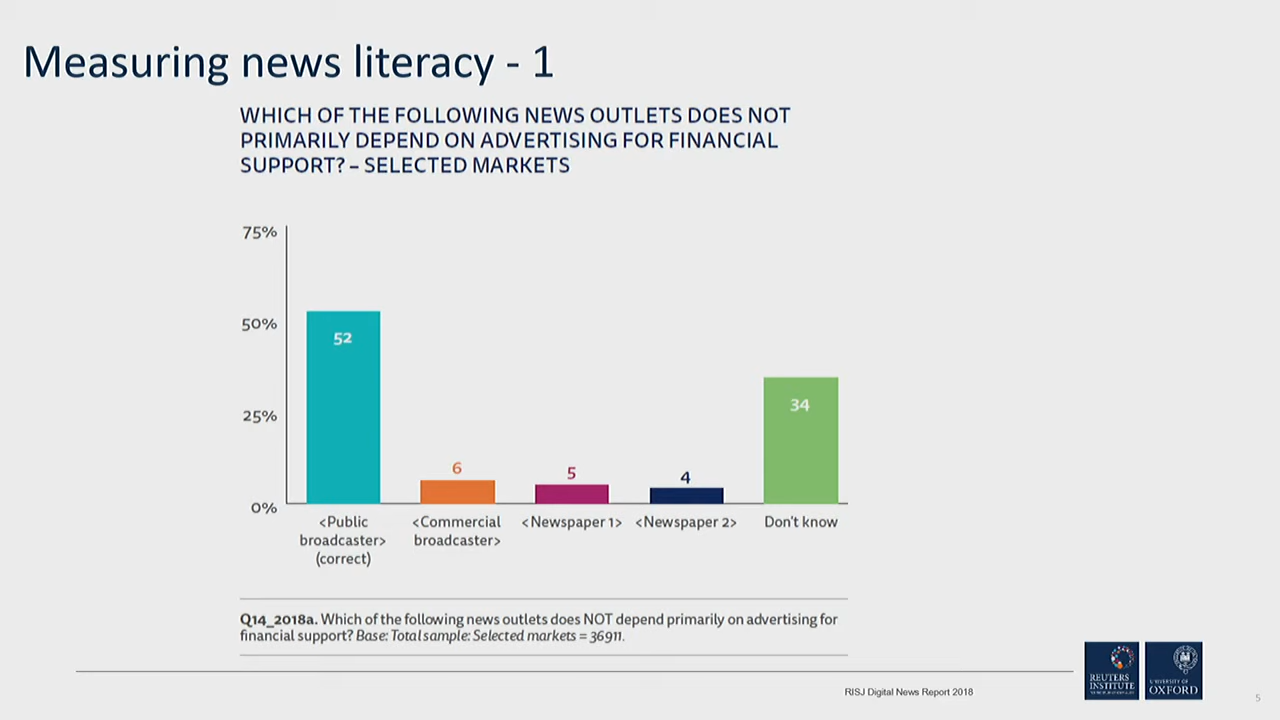 Measuring news literacy - 1
WHICH OF THE FOLLOWING NEWS OUTLETS DOES NOT
PRIMARILY DEPEND ON ADVERTISING FOR FINANCIAL
SUPPORT? – SELECTED MARKETS
75%
50%
25%
0%
52
6
5
4
34
<Public
broadcaster>
(correct)
<Commercial
broadcaster>
<Newspaper 1>
<Newspaper 2>
Don't know
Q14_2018a. Which of the following news outlets does NOT depend primarily on advertising for
financial support? Base: Total sample: Selected markets = 36911.
RISJ Digital News Report 2018
REUTERS
INSTITUTE
UNIVERSITY OF
OXFORD
5